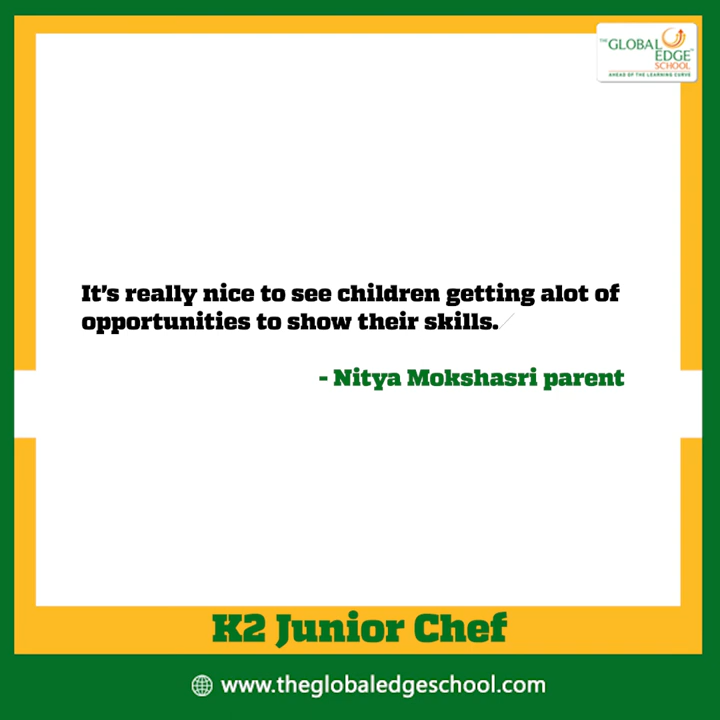 THE GLOBAL
EDGE
SCHOOL
AHEAD OF THE LEARNING CURVE
It's really nice to see children getting alot of
opportunities to show their skills.
- Nitya Mokshasri parent
K2 Junior Chef
www.theglobaledgeschool.com